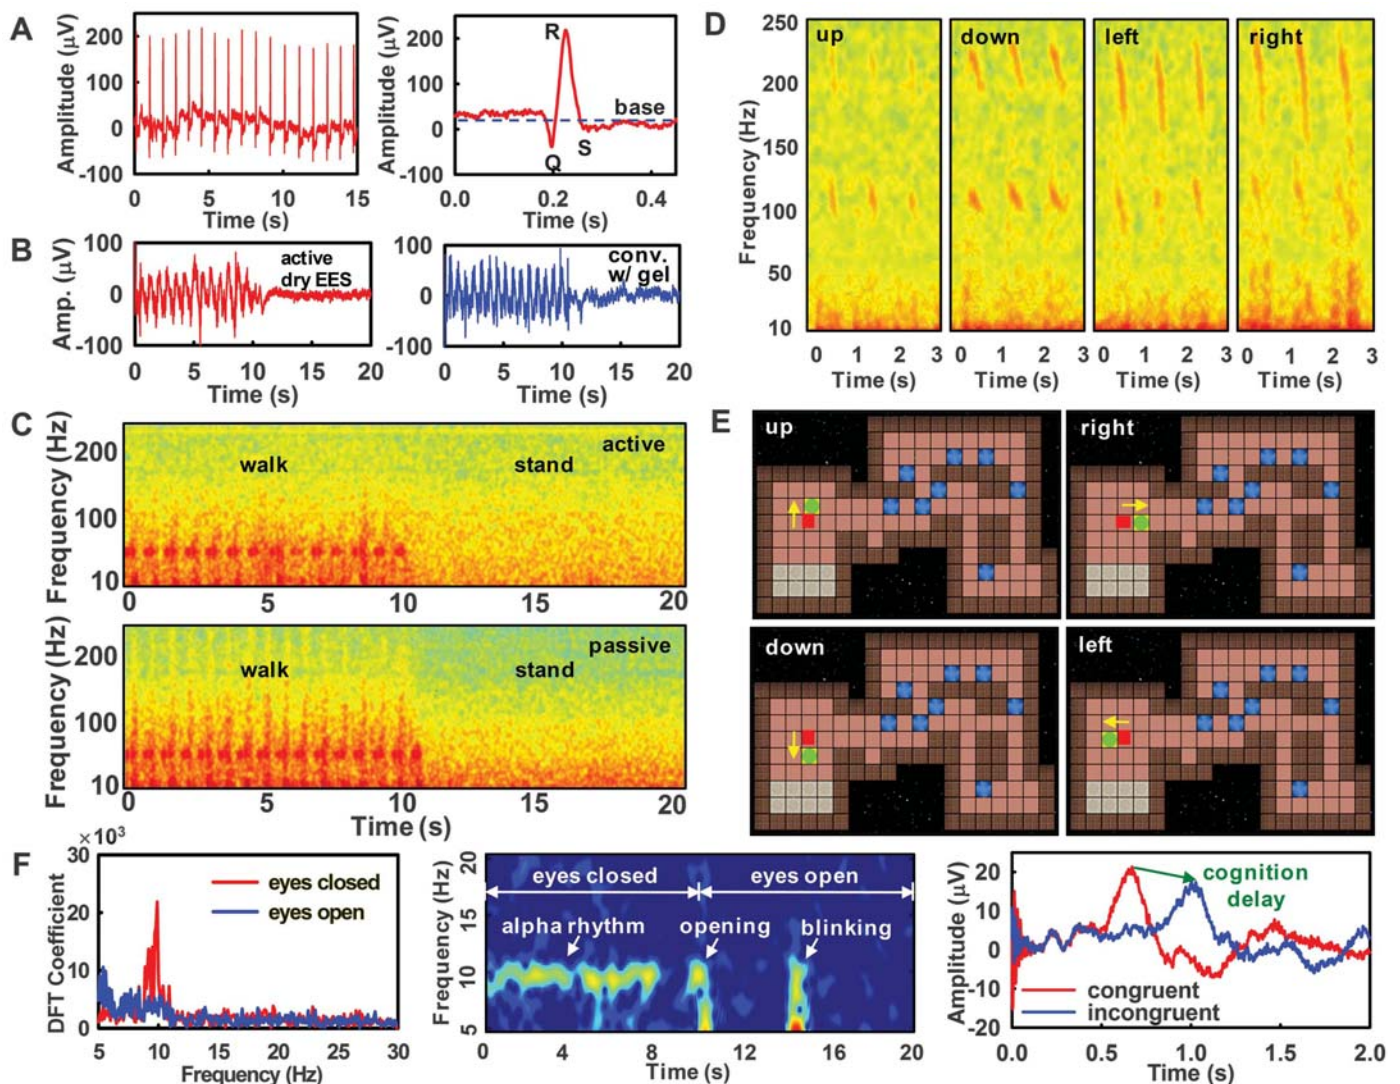 A
Amplitude (µV)
200
100
0
-100
0
5
10
15
Time (s)
Amplitude (µV)
200
100
0
-100
R
base
Q
S
0.0
0.2
0.4
Time (s)
B
Amp. (µV)
100
0
-100
active
dry EES
0
5
10
15
20
Time (s)
100
0
-100
conv.
w/ gel
0
5
10
15
20
Time (s)
C
Frequency (Hz)
200
100
10
active
walk
stand
0
5
10
15
20
Frequency (Hz)
200
100
10
passive
walk
stand
0
5
10
15
20
Time (s)
D
Frequency (Hz)
250
200
150
100
50
10
up
down
left
right
0
1
2
3
0
1
2
3
0
1
2
3
0
1
2
3
Time (s)
Time (s)
Time (s)
Time (s)
E
up
right
down
left
F
×10³
DFT Coefficient
30
20
10
0
eyes closed
eyes open
5
10
15
20
25
30
Frequency (Hz)
Frequency (Hz)
20
15
10
5
eyes closed
eyes open
alpha rhythm
opening
blinking
0
4
8
12
16
20
Time (s)
Amplitude (µV)
20
10
0
-10
-20
cognition
delay
congruent
incongruent
0.0
0.5
1.0
1.5
2.0
Time (s)